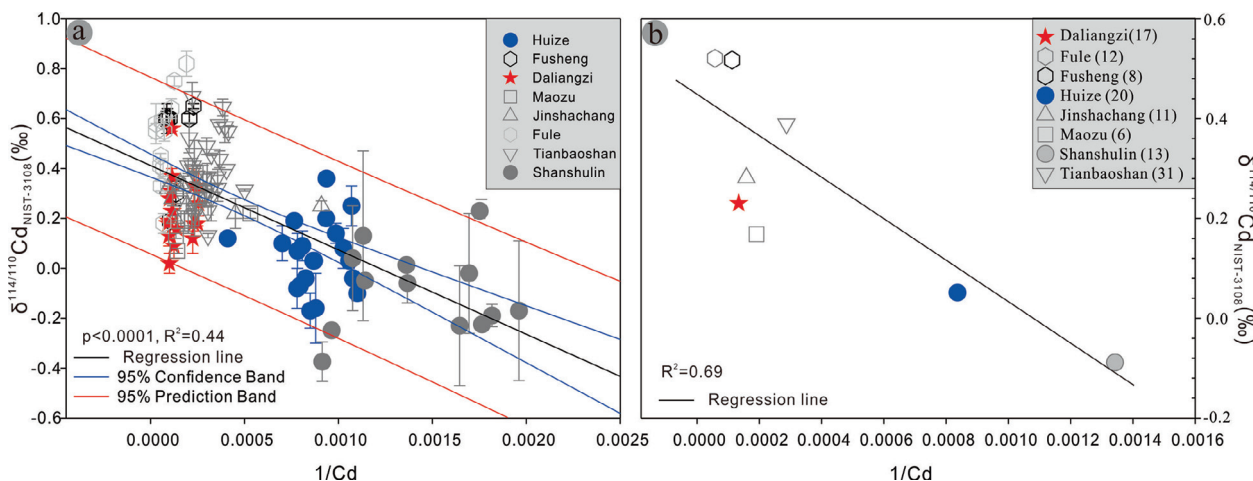 a
δ114/110CdNIST-3108(‰)
1.0
0.8
0.6
0.4
0.2
0.0
-0.2
-0.4
-0.6
Huize
Fusheng
Daliangzi
Maozu
Jinshachang
Fule
Tianbaoshan
Shanshulin
p<0.0001, R2=0.44
Regression line
95% Confidence Band
95% Prediction Band
0.0000 0.0005 0.0010 0.0015 0.0020 0.0025
1/Cd
b
Daliangzi(17)
Fule (12)
Fusheng (8)
Huize (20)
Jinshachang (11)
Maozu (6)
Shanshulin (13)
Tianbaoshan (31)
R2=0.69
Regression line
0.6
0.4
0.2
0.0
-0.2
δ114/110CdNIST-3108(‰)
0.0000 0.0002 0.0004 0.0006 0.0008 0.0010 0.0012 0.0014 0.0016
1/Cd